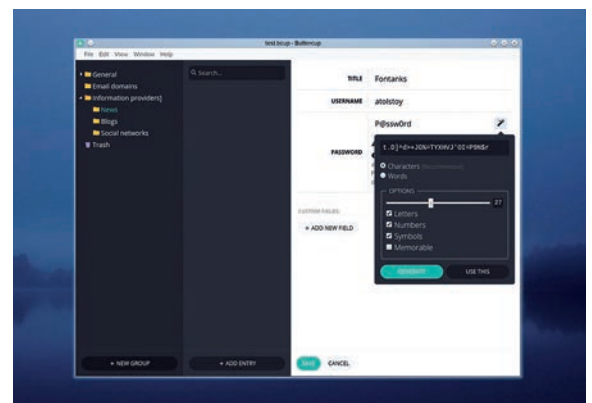 test.bcup - Buttercup
File Edit View Window Help
General
Email domains
Information providers]
News
Blogs
Social networks
Trash
+ NEW GROUP
Search...
+ ADD ENTRY
TITLE Fontanks
USERNAME atolstoy
PASSWORD P@ssw0rd
Characters
Words
OPTIONS
27
Letters
Numbers
Symbols
Memorable
GENERATE USE THIS
CUSTOM FIELDS
+ ADD NEW FIELD
SAVE CANCEL